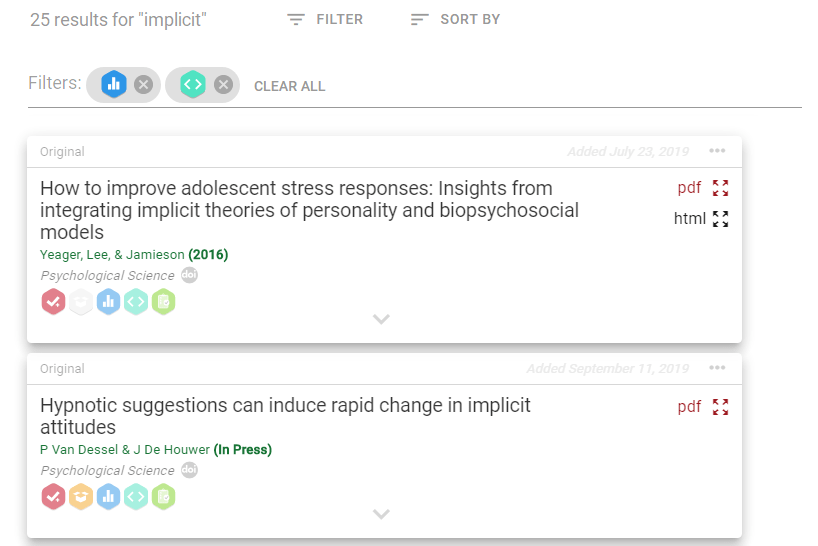 25 results for "implicit"
FILTER
SORT BY
Filters:
CLEAR ALL
Original
Added July 23, 2019
How to improve adolescent stress responses: Insights from
integrating implicit theories of personality and biopsychosocial
models
pdf
html
Yeager, Lee, & Jamieson (2016)
Psychological Science doi
Original
Added September 11, 2019
Hypnotic suggestions can induce rapid change in implicit
attitudes
pdf
P Van Dessel & J De Houwer (In Press)
Psychological Science doi